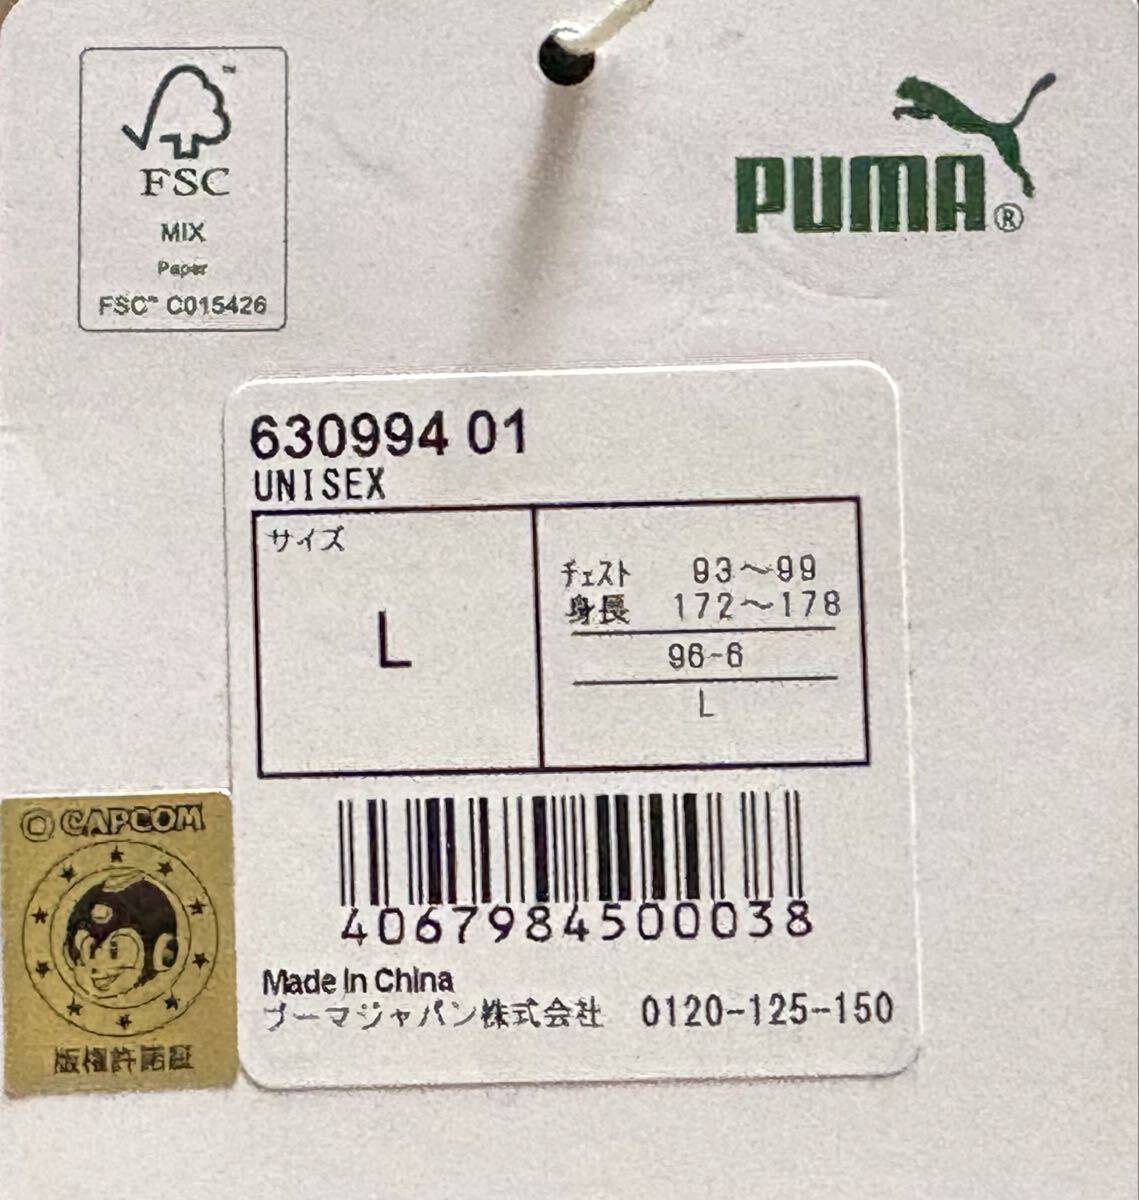 FSC
MIX
Paper
FSC™ C015426
PUMA®
630994 01
UNISEX
サイズ
L
チェスト 93〜99
身長 172〜178
96-6
L
4067984500038
Made In China
プーマジャパン株式会社 0120-125-150
© CAPCOM
版権許諾証